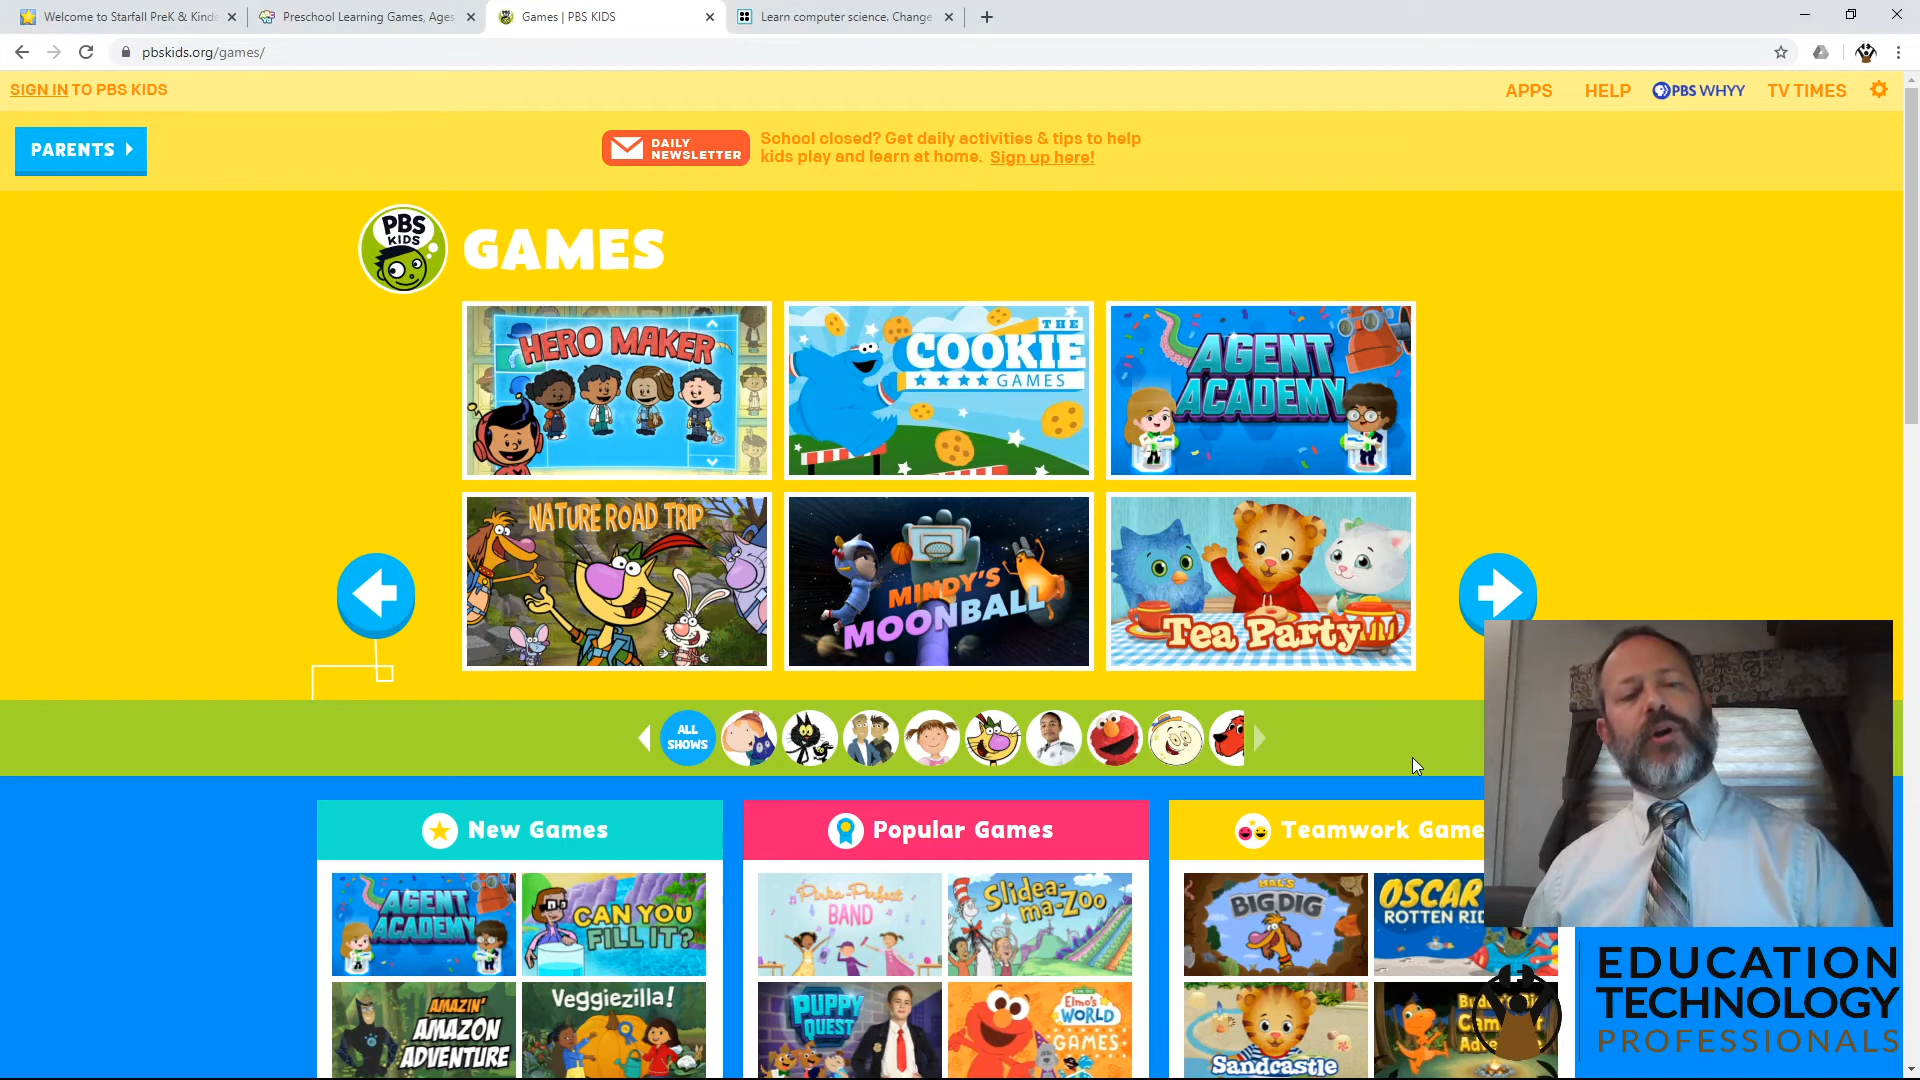 Welcome to Starfall PreK & Kinde
Preschool Learning Games, Ages
Games | PBS KIDS
Learn computer science. Change
pbskids.org/games/
SIGN IN TO PBS KIDS
APPS
HELP
PBS WHYY
TV TIMES
PARENTS
DAILY
NEWSLETTER
School closed? Get daily activities & tips to help
kids play and learn at home. Sign up here!
PBS
KIDS
GAMES
HERO MAKER
THE
COOKIE
GAMES
AGENT
ACADEMY
NATURE ROAD TRIP
MINDY'S
MOONBALL
Tea Party
ALL
SHOWS
New Games
Popular Games
Teamwork Game
AGENT
ACADEMY
CAN YOU
FILL IT?
Pinka-Perfect
BAND
Slidea-
ma-Zoo
HAL'S
BIG DIG
OSCAR
ROTTEN RID
AMAZIN'
AMAZON
ADVENTURE
Veggiezilla!
PUPPY
QUEST
Elmo's
WORLD
GAMES
Sandcastle
EDUCATION
TECHNOLOGY
PROFESSIONALS